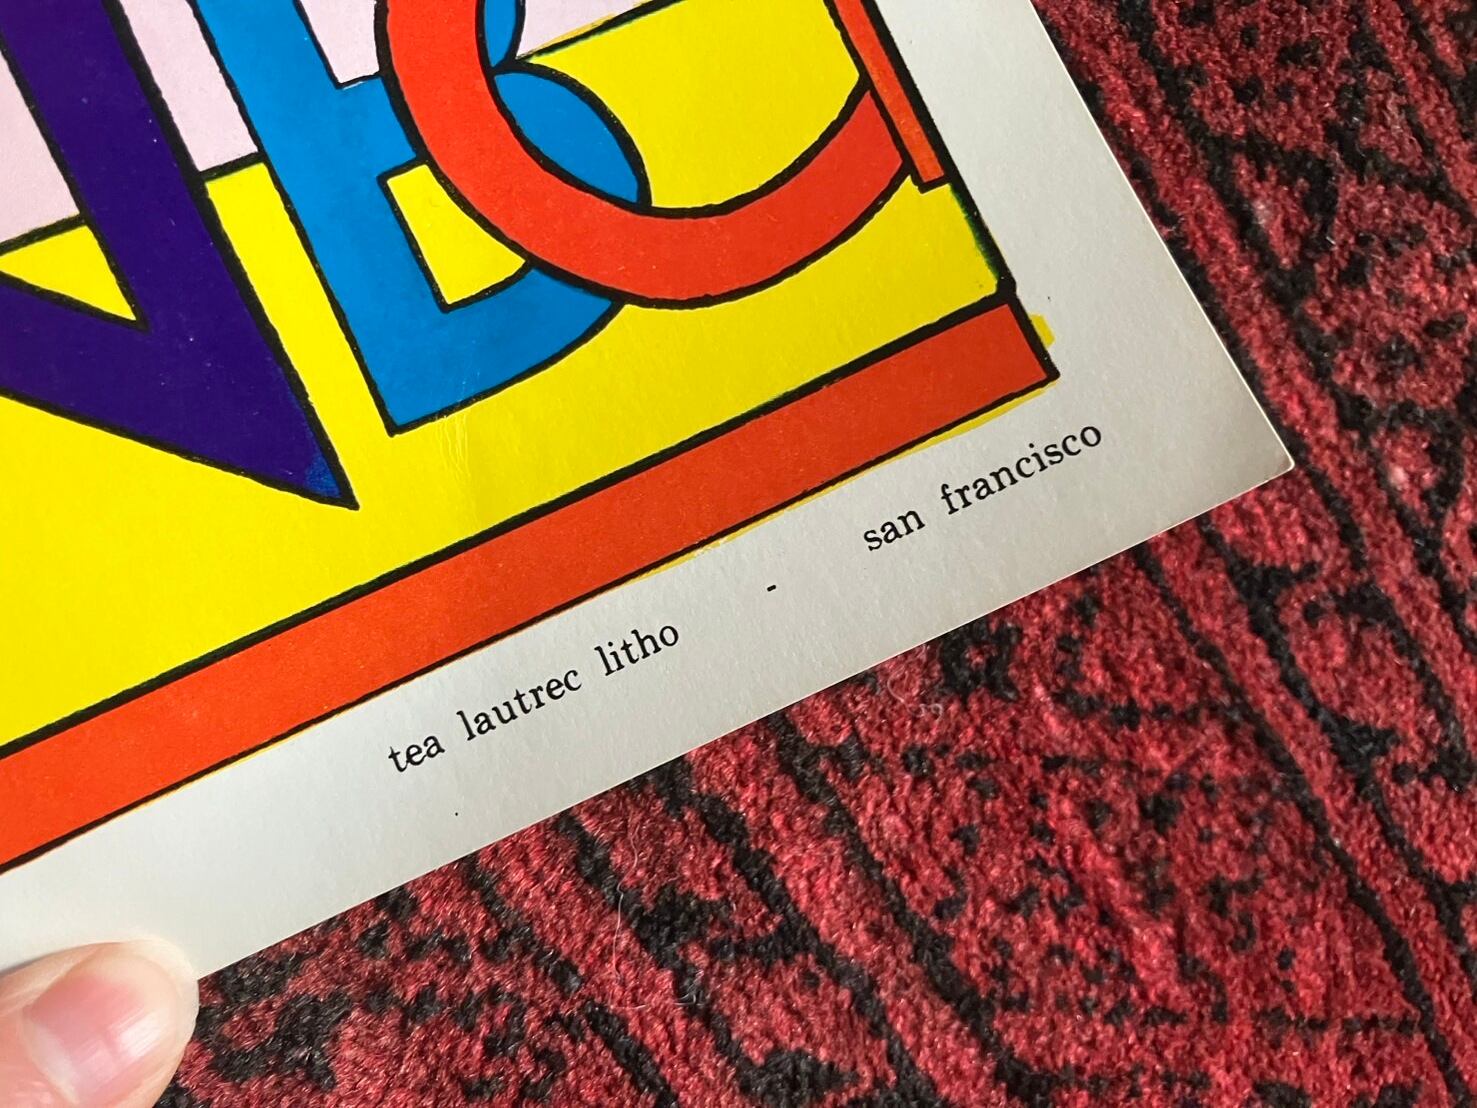 tea lautrec litho - san francisco